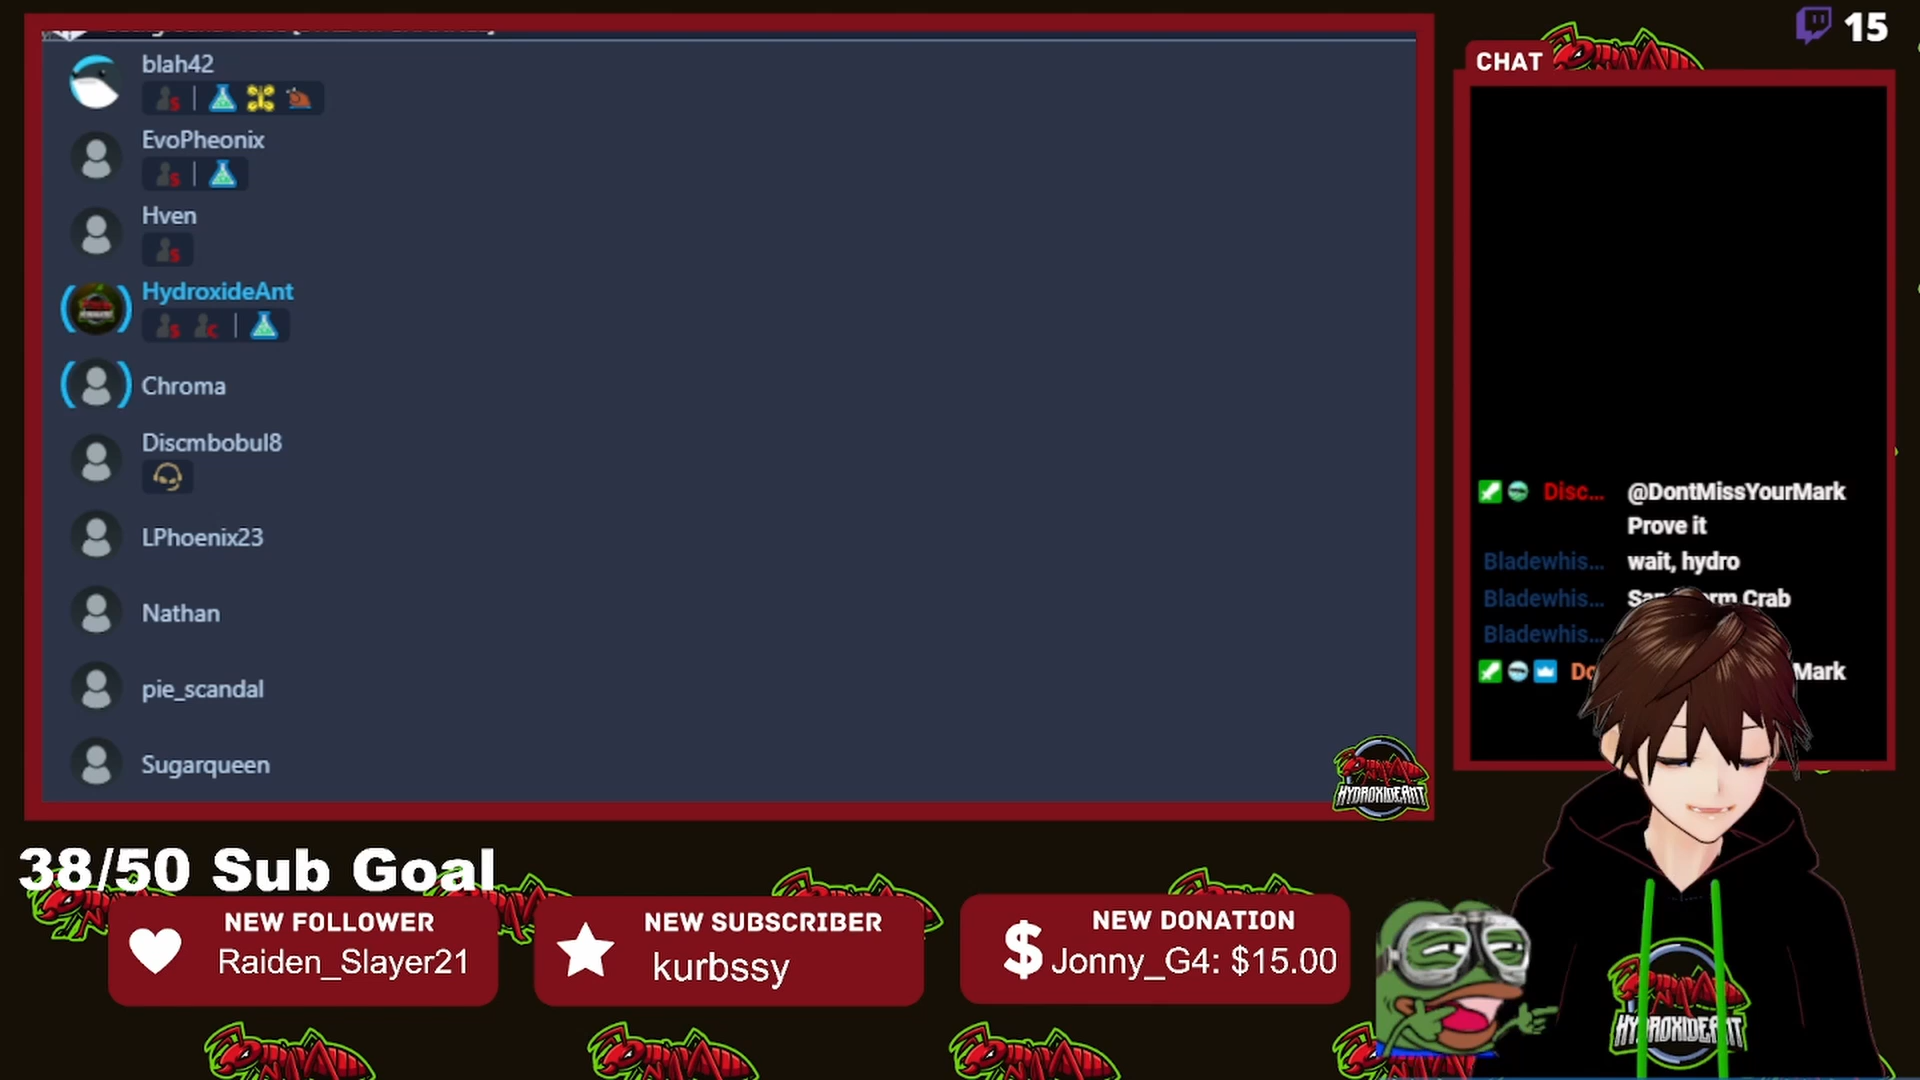 blah42
EvoPheonix
Hven
HydroxideAnt
Chroma
Discmbobul8
LPhoenix23
Nathan
pie_scandal
Sugarqueen
HYDROXIDEANT
15
CHAT
Disc... @DontMissYourMark
Prove it
Bladewhis... wait, hydro
Bladewhis... Crab
Bladewhis...
Mark
38/50 Sub Goal
NEW FOLLOWER
Raiden_Slayer21
NEW SUBSCRIBER
kurbssy
NEW DONATION
$ Jonny_G4: $15.00
HYDROXIDEANT